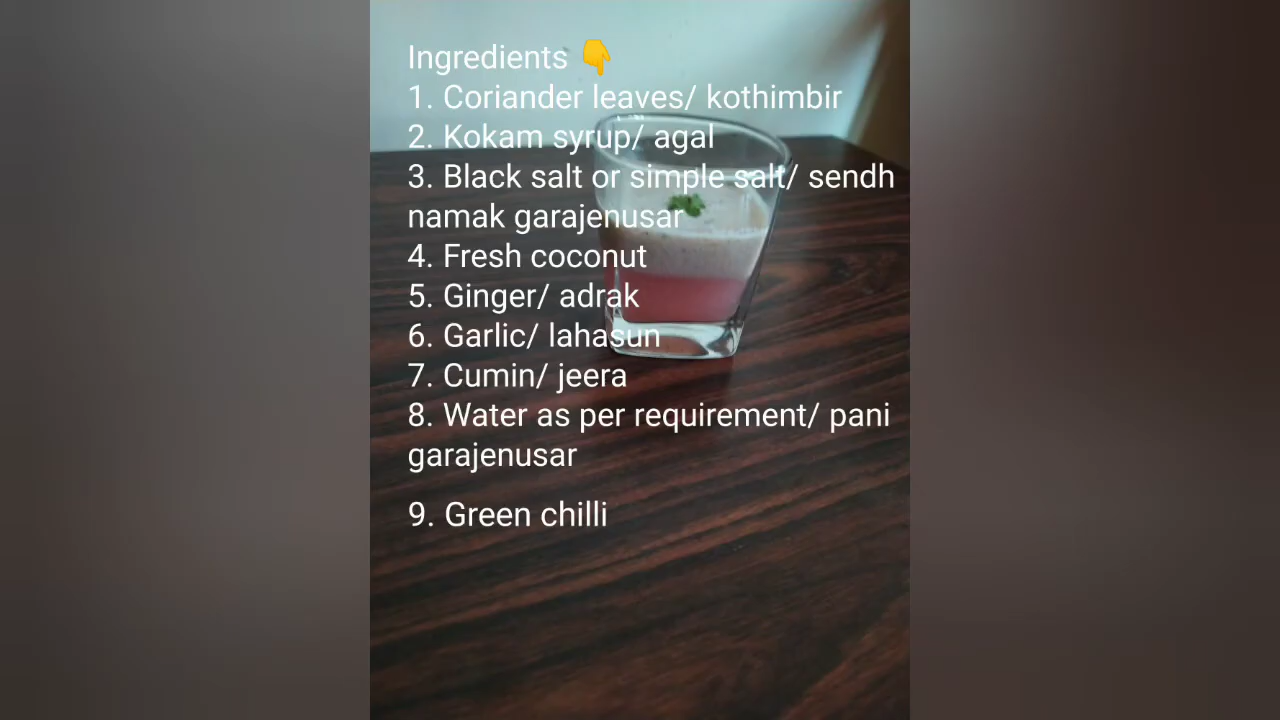 Ingredients 👇
1. Coriander leaves/ kothimbir
2. Kokam syrup/ agal
3. Black salt or simple salt/ sendh
namak garajenusar
4. Fresh coconut
5. Ginger/ adrak
6. Garlic/ lahasun
7. Cumin/ jeera
8. Water as per requirement/ pani
garajenusar
9. Green chilli